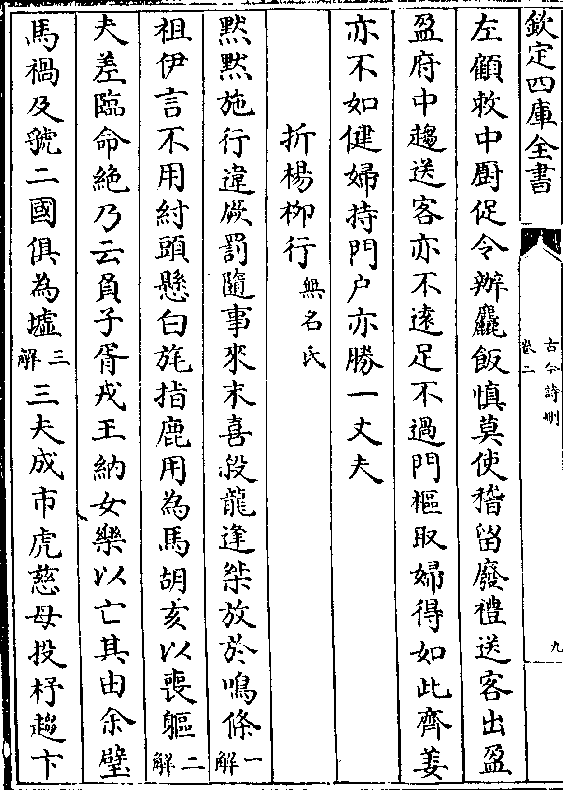 欽定四庫全書
古今詩刪
卷二
九
左顧敕中厨促令辦麤飯慎莫使稽留廢禮送客出盈
盈府中趨送客亦不逺足不過門樞取婦得如此齊姜
亦不如健婦持門户亦勝一丈夫
折楊栁行無名氏
黙黙施行違厥罰隨事來末喜殺龍逢桀放於鳴條一解
祖伊言不用紂頭懸白旄指鹿用為馬胡亥以喪軀二解
夫差臨命絶乃云負子胥戎王納女樂以亡其由余璧
馬禍及虢二國俱為墟三解三夫成市虎慈母投杼趨卞